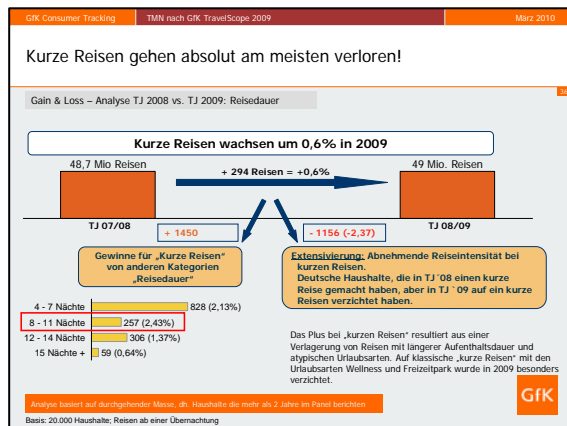 GfK Consumer Tracking TMN nach GfK TravelScope 2009 März 2010
Kurze Reisen gehen absolut am meisten verloren!
36
Gain & Loss – Analyse TJ 2008 vs. TJ 2009: Reisedauer
Kurze Reisen wachsen um 0,6% in 2009
48,7 Mio Reisen
+ 294 Reisen = +0,6%
49 Mio. Reisen
TJ 07/08
+ 1450
- 1156 (-2,37)
TJ 08/09
Gewinne für „Kurze Reisen“
von anderen Kategorien
„Reisedauer“
Extensivierung: Abnehmende Reiseintensität bei
kurzen Reisen.
Deutsche Haushalte, die in TJ´08 einen kurze
Reise gemacht haben, aber in TJ `09 auf ein kurze
Reisen verzichtet haben.
4 - 7 Nächte 828 (2,13%)
8 - 11 Nächte 257 (2,43%)
12 - 14 Nächte 306 (1,37%)
15 Nächte + 59 (0,64%)
Das Plus bei „kurzen Reisen“ resultiert aus einer
Verlagerung von Reisen mit längerer Aufenthaltsdauer und
atypischen Urlaubsarten. Auf klassische „kurze Reisen“ mit den
Urlaubsarten Wellness und Freizeitpark wurde in 2009 besonders
verzichtet.
GfK
Analyse basiert auf durchgehender Masse, dh. Haushalte die mehr als 2 Jahre im Panel berichten
Basis: 20.000 Haushalte; Reisen ab einer Übernachtung